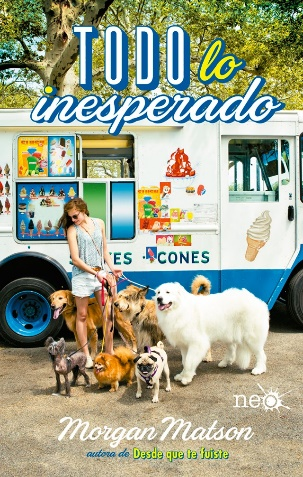 TODO lo
inesperado
ES CONES
neo
Morgan Matson
autora de Desde que te fuiste